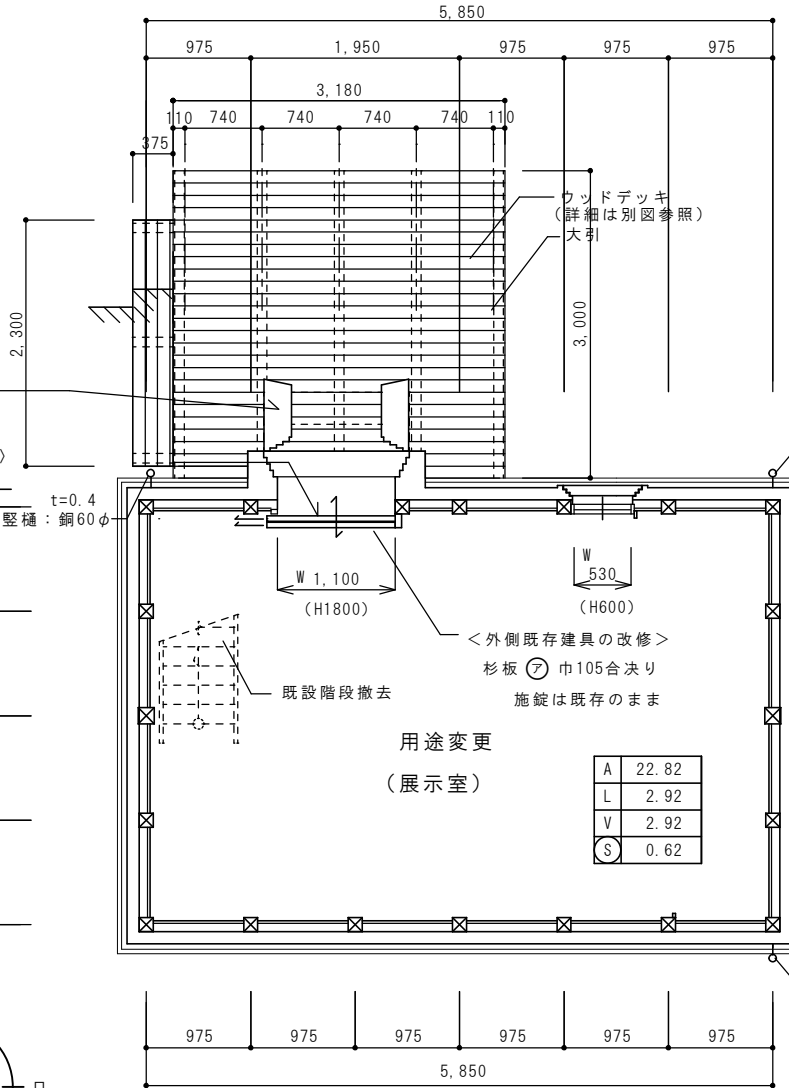 5,850
975 1,950 975 975 975
3,180
110 740 740 740 740 110
375
ウッドデッキ
(詳細は別図参照)
大引
2,300
3,000
〉
t=0.4
竪樋：銅60φ
W 1,100
(H1800)
W
530
(H600)
＜外側既存建具の改修＞
杉板 ㋐ 巾105合决り
施錠は既存のまま
既設階段撤去
用途変更
(展示室)
A 22.82
L 2.92
V 2.92
Ⓢ 0.62
975 975 975 975 975 975
5,850